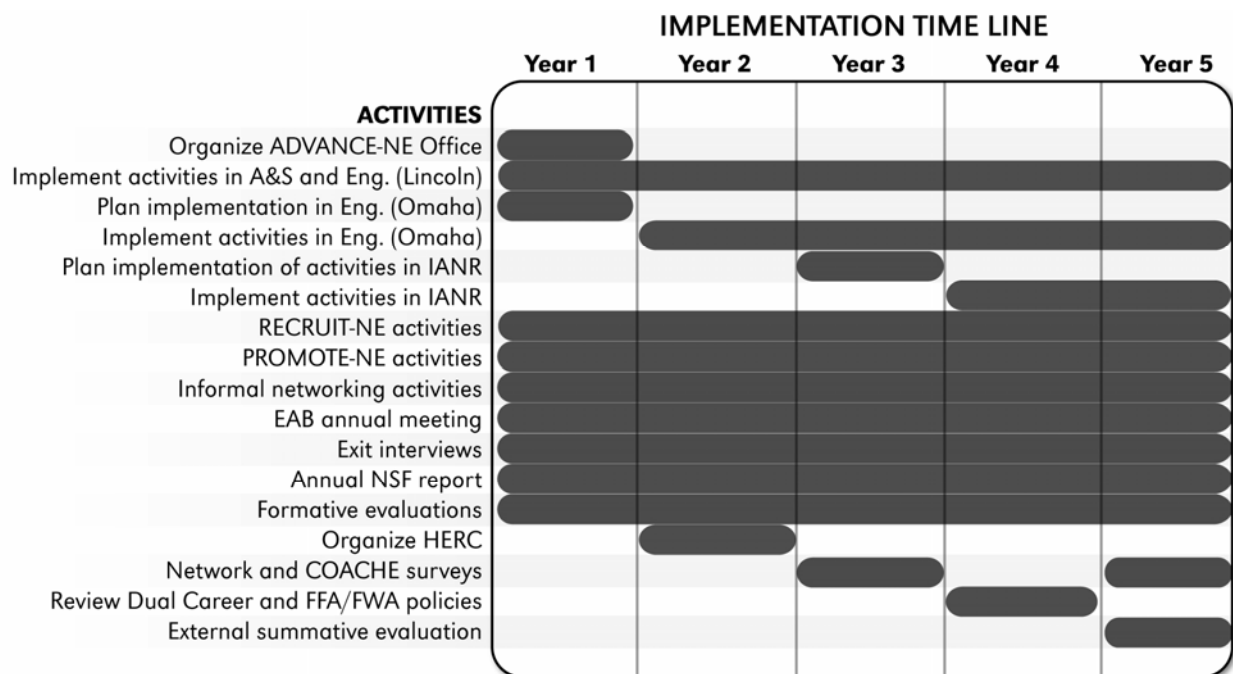 IMPLEMENTATION TIME LINE
Year 1 Year 2 Year 3 Year 4 Year 5
ACTIVITIES
Organize ADVANCE-NE Office
Implement activities in A&S and Eng. (Lincoln)
Plan implementation in Eng. (Omaha)
Implement activities in Eng. (Omaha)
Plan implementation of activities in IANR
Implement activities in IANR
RECRUIT-NE activities
PROMOTE-NE activities
Informal networking activities
EAB annual meeting
Exit interviews
Annual NSF report
Formative evaluations
Organize HERC
Network and COACHE surveys
Review Dual Career and FFA/FWA policies
External summative evaluation